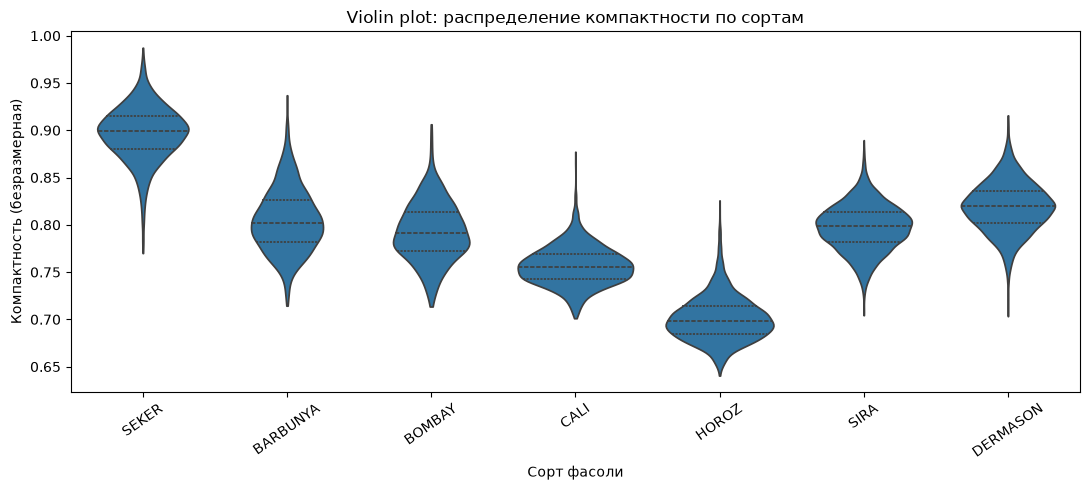 Violin plot: распределение компактности по сортам
Компактность (безразмерная)
1.00
0.95
0.90
0.85
0.80
0.75
0.70
0.65
SEKER
BARBUNYA
BOMBAY
CALI
HOROZ
SIRA
DERMASON
Сорт фасоли